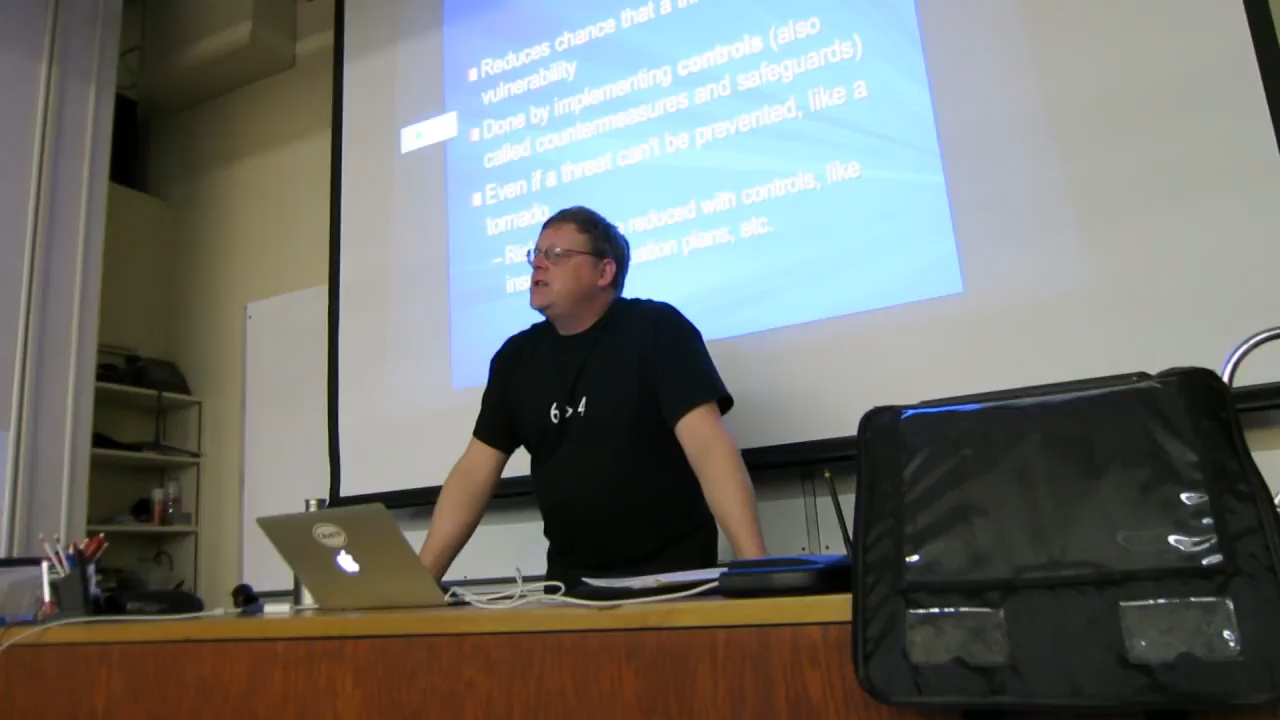 Reduces chance that a
vulnerability
Done by implementing controls (also
called countermeasures and safeguards)
Even if a threat can't be prevented, like a
tornado
– reduced with controls, like
plans, etc.
6 > 4